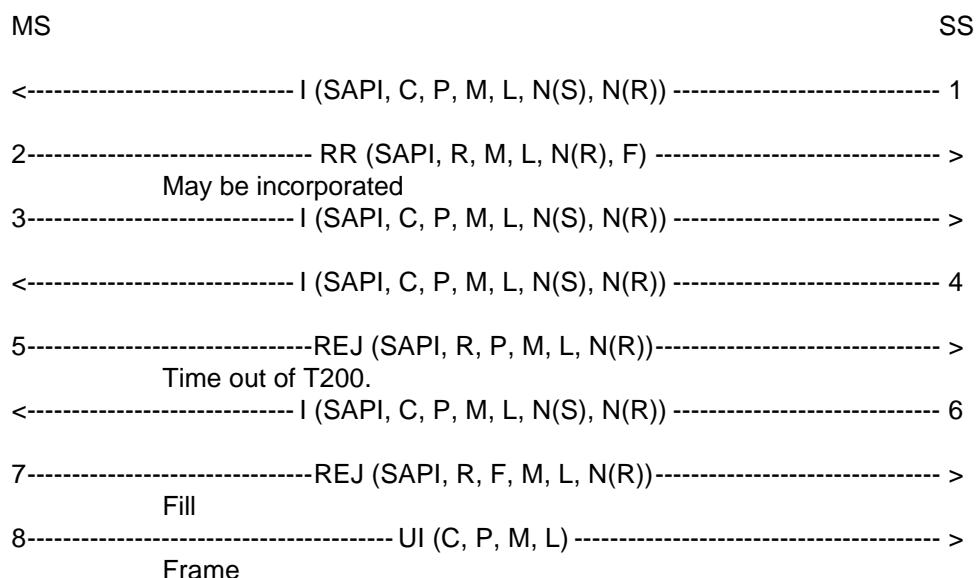 MS SS
<------------------------------ I (SAPI, C, P, M, L, N(S), N(R)) ------------------------------ 1
2-------------------------------- RR (SAPI, R, M, L, N(R), F) -------------------------------- >
May be incorporated
3------------------------------ I (SAPI, C, P, M, L, N(S), N(R)) ------------------------------ >
<------------------------------ I (SAPI, C, P, M, L, N(S), N(R)) ------------------------------ 4
5--------------------------------REJ (SAPI, R, P, M, L, N(R))-------------------------------- >
Time out of T200.
<------------------------------ I (SAPI, C, P, M, L, N(S), N(R)) ------------------------------ 6
7--------------------------------REJ (SAPI, R, F, M, L, N(R))-------------------------------- >
Fill
8----------------------------------------- UI (C, P, M, L) ----------------------------------------- >
Frame